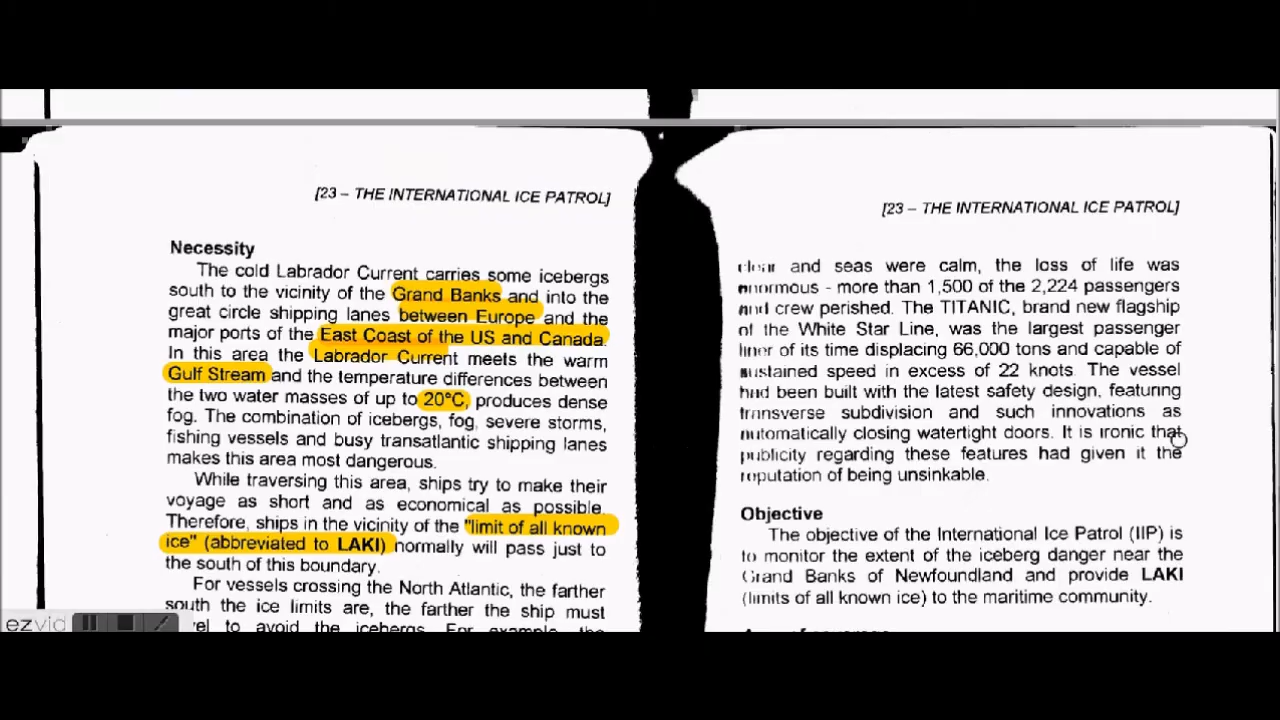 [23 – THE INTERNATIONAL ICE PATROL]
Necessity
The cold Labrador Current carries some icebergs
south to the vicinity of the Grand Banks and into the
great circle shipping lanes between Europe and the
major ports of the East Coast of the US and Canada.
In this area the Labrador Current meets the warm
Gulf Stream and the temperature differences between
the two water masses of up to 20°C, produces dense
fog. The combination of icebergs, fog, severe storms,
fishing vessels and busy transatlantic shipping lanes
makes this area most dangerous.
While traversing this area, ships try to make their
voyage as short and as economical as possible.
Therefore, ships in the vicinity of the "limit of all known
ice" (abbreviated to LAKI) normally will pass just to
the south of this boundary.
For vessels crossing the North Atlantic, the farther
south the ice limits are, the farther the ship must
to avoid the icebergs. For example, the
[23 – THE INTERNATIONAL ICE PATROL]
clear and seas were calm, the loss of life was
enormous - more than 1,500 of the 2,224 passengers
and crew perished. The TITANIC, brand new flagship
of the White Star Line, was the largest passenger
liner of its time displacing 66,000 tons and capable of
sustained speed in excess of 22 knots. The vessel
had been built with the latest safety design, featuring
transverse subdivision and such innovations as
automatically closing watertight doors. It is ironic that
publicity regarding these features had given it the
reputation of being unsinkable.
Objective
The objective of the International Ice Patrol (IIP) is
to monitor the extent of the iceberg danger near the
Grand Banks of Newfoundland and provide LAKI
(limits of all known ice) to the maritime community.
ezvid